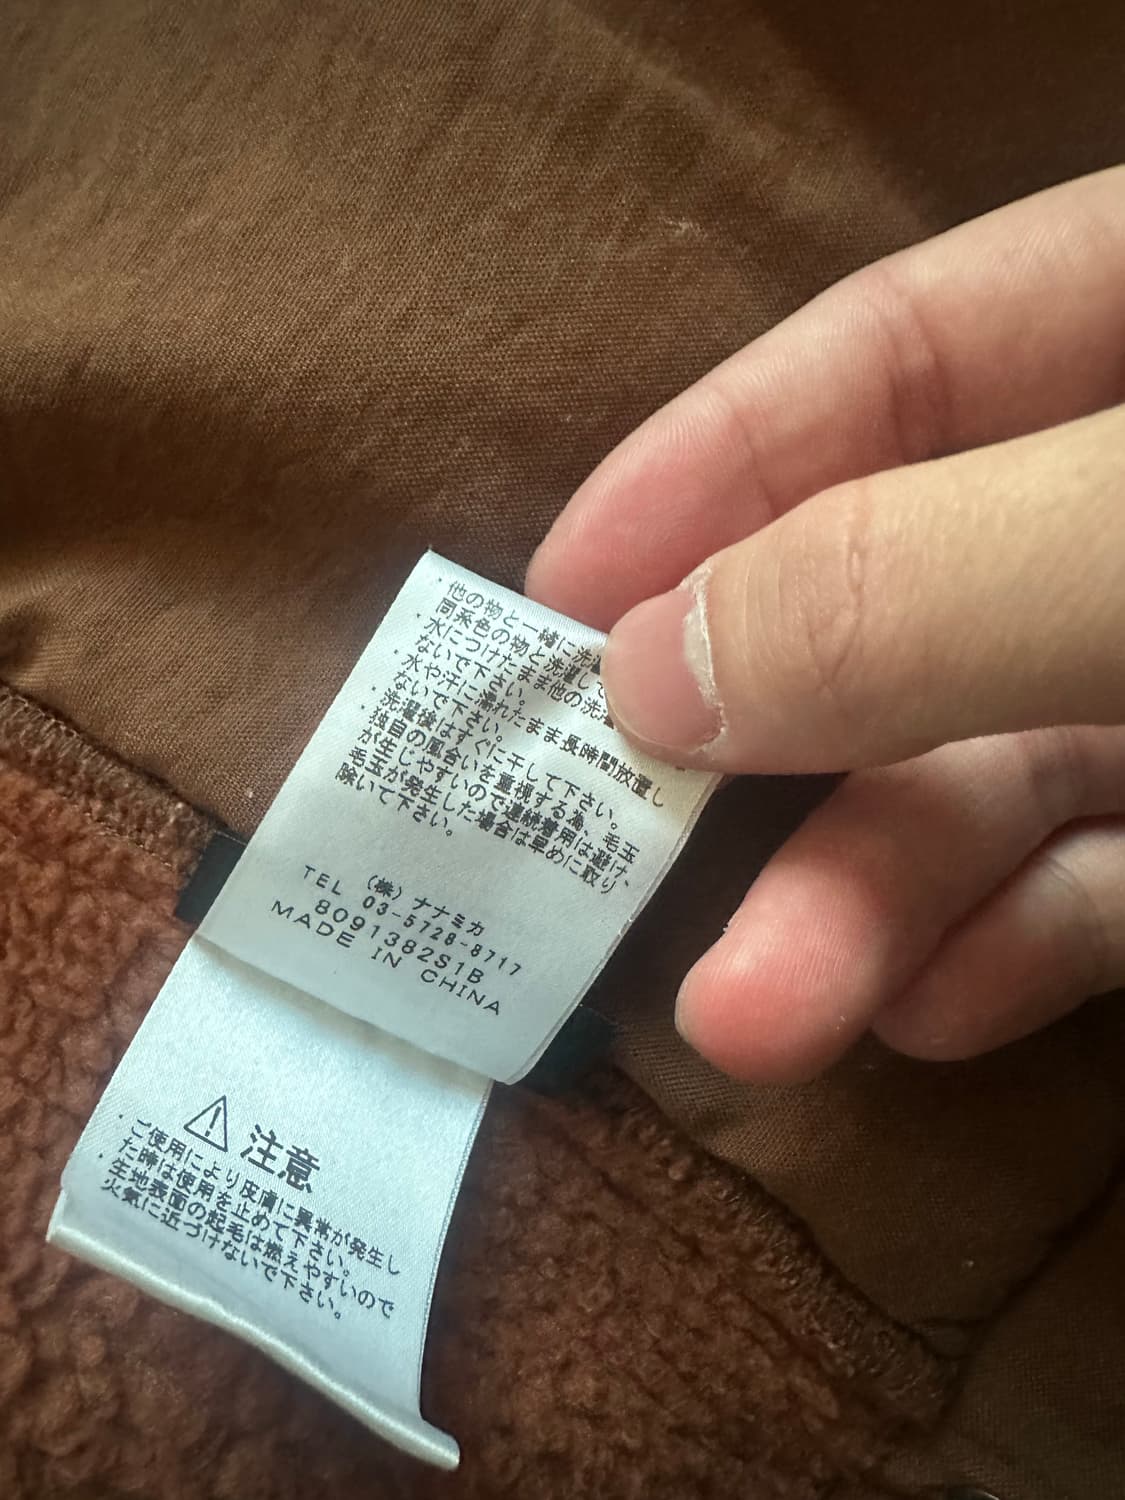 ・他の物と一緒に洗
同系色の物と洗濯して
・水につけたまま他の洗
ないで下さい。
・水や汗に濡れたまま長時間放置し
ないで下さい。
・洗濯後はすぐに干して下さい。
・独自の風合いを重視する為、毛玉
が生じやすいので連続着用は避け、
毛玉が発生した場合は早めに取り
除いて下さい。
(株)ナナミカ
TEL 03-5728-8717
8091382S1B
MADE IN CHINA
注意
・ご使用により皮膚に異常が発生し
た時は使用を止めて下さい。
・生地表面の起毛は燃えやすいので
火気に近づけないで下さい。